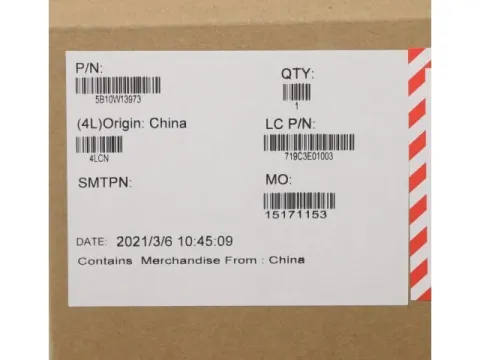 P/N:
5B10W13973
QTY:
1
(4L)Origin: China
4LCN
LC P/N:
719C3E01003
SMTPN:
MO:
15171153
DATE: 2021/3/6 10:45:09
Contains Merchandise From : China